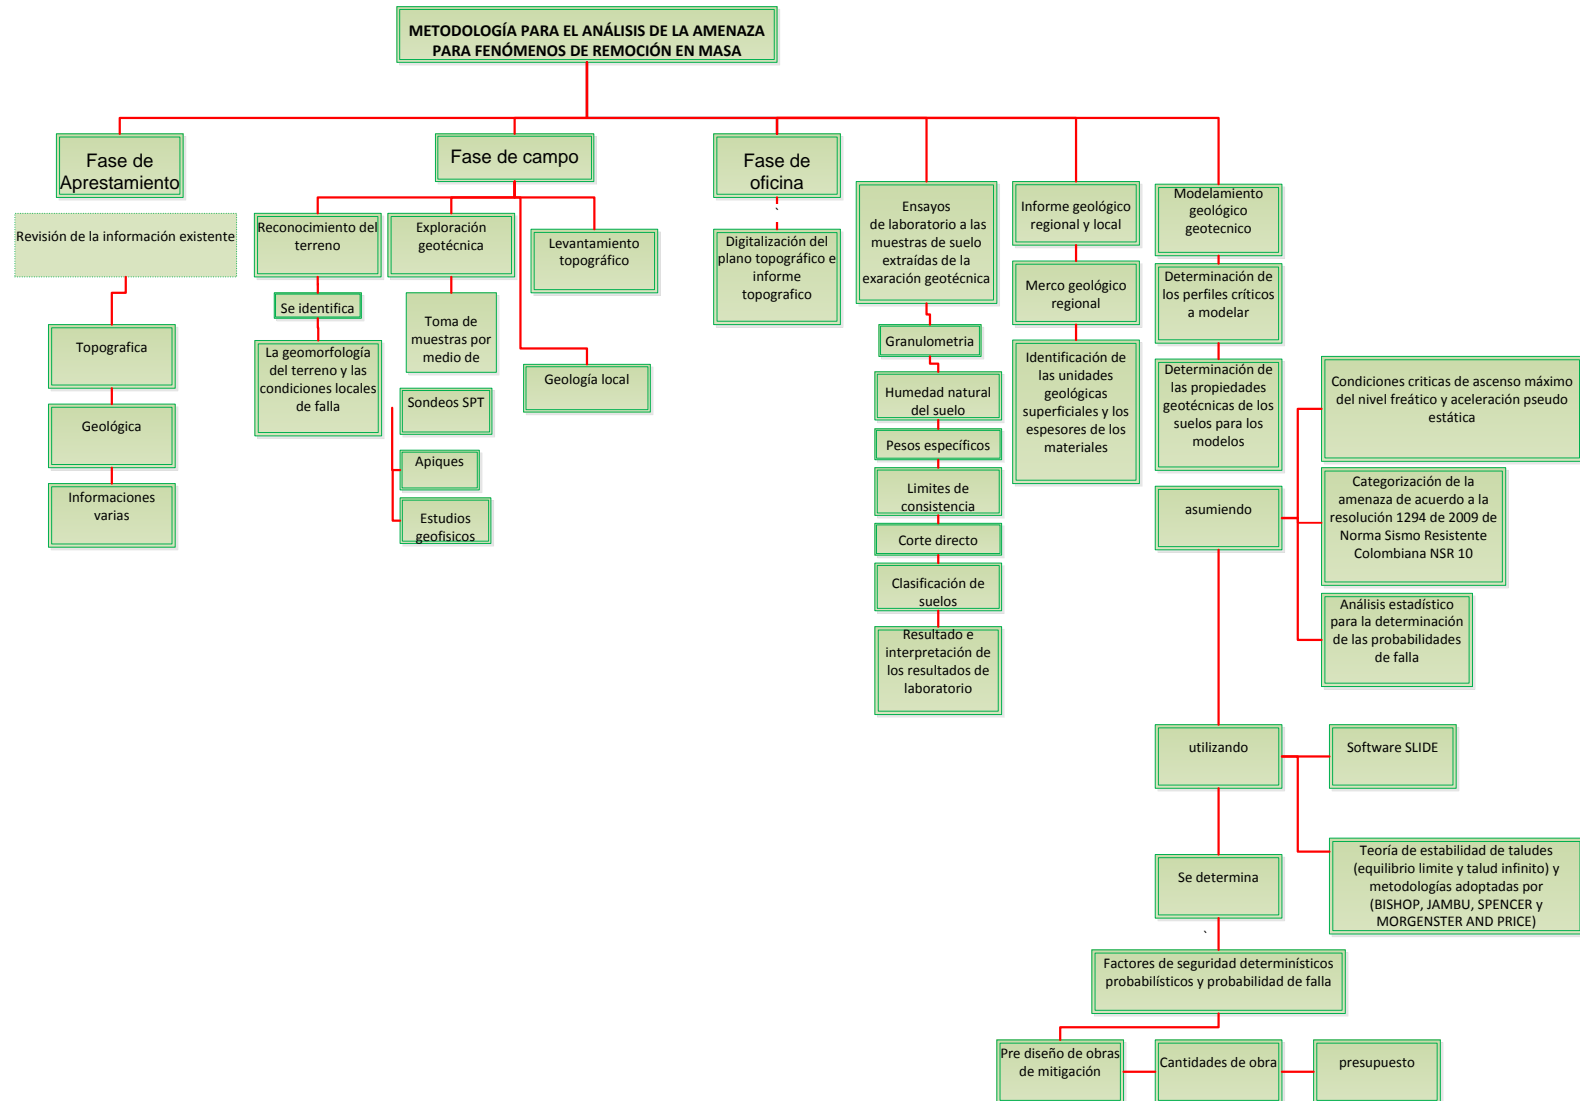 METODOLOGÍA PARA EL ANÁLISIS DE LA AMENAZA
PARA FENÓMENOS DE REMOCIÓN EN MASA
Fase de
Aprestamiento
Revisión de la información existente
Topografica
Geológica
Informaciones
varias
Fase de campo
Reconocimiento del
terreno
Se identifica
La geomorfología
del terreno y las
condiciones locales
de falla
Exploración
geotécnica
Toma de
muestras por
medio de
Sondeos SPT
Apiques
Estudios
geofisicos
Levantamiento
topográfico
Geología local
Fase de
oficina
Digitalización del
plano topográfico e
informe
topografico
Ensayos
de laboratorio a las
muestras de suelo
extraídas de la
exaración geotécnica
Granulometria
Humedad natural
del suelo
Pesos específicos
Limites de
consistencia
Corte directo
Clasificación de
suelos
Resultado e
interpretación de
los resultados de
laboratorio
Informe geológico
regional y local
Merco geológico
regional
Identificación de
las unidades
geológicas
superficiales y los
espesores de los
materiales
Modelamiento
geológico
geotecnico
Determinación de
los perfiles críticos
a modelar
Determinación de
las propiedades
geotécnicas de los
suelos para los
modelos
asumiendo
Condiciones criticas de ascenso máximo
del nivel freático y aceleración pseudo
estática
Categorización de la
amenaza de acuerdo a la
resolución 1294 de 2009 de
Norma Sismo Resistente
Colombiana NSR 10
Análisis estadístico
para la determinación
de las probabilidades
de falla
utilizando
Software SLIDE
Teoría de estabilidad de taludes
(equilibrio limite y talud infinito) y
metodologías adoptadas por
(BISHOP, JAMBU, SPENCER y
MORGENSTER AND PRICE)
Se determina
Factores de seguridad determinísticos
probabilísticos y probabilidad de falla
Pre diseño de obras
de mitigación
Cantidades de obra
presupuesto